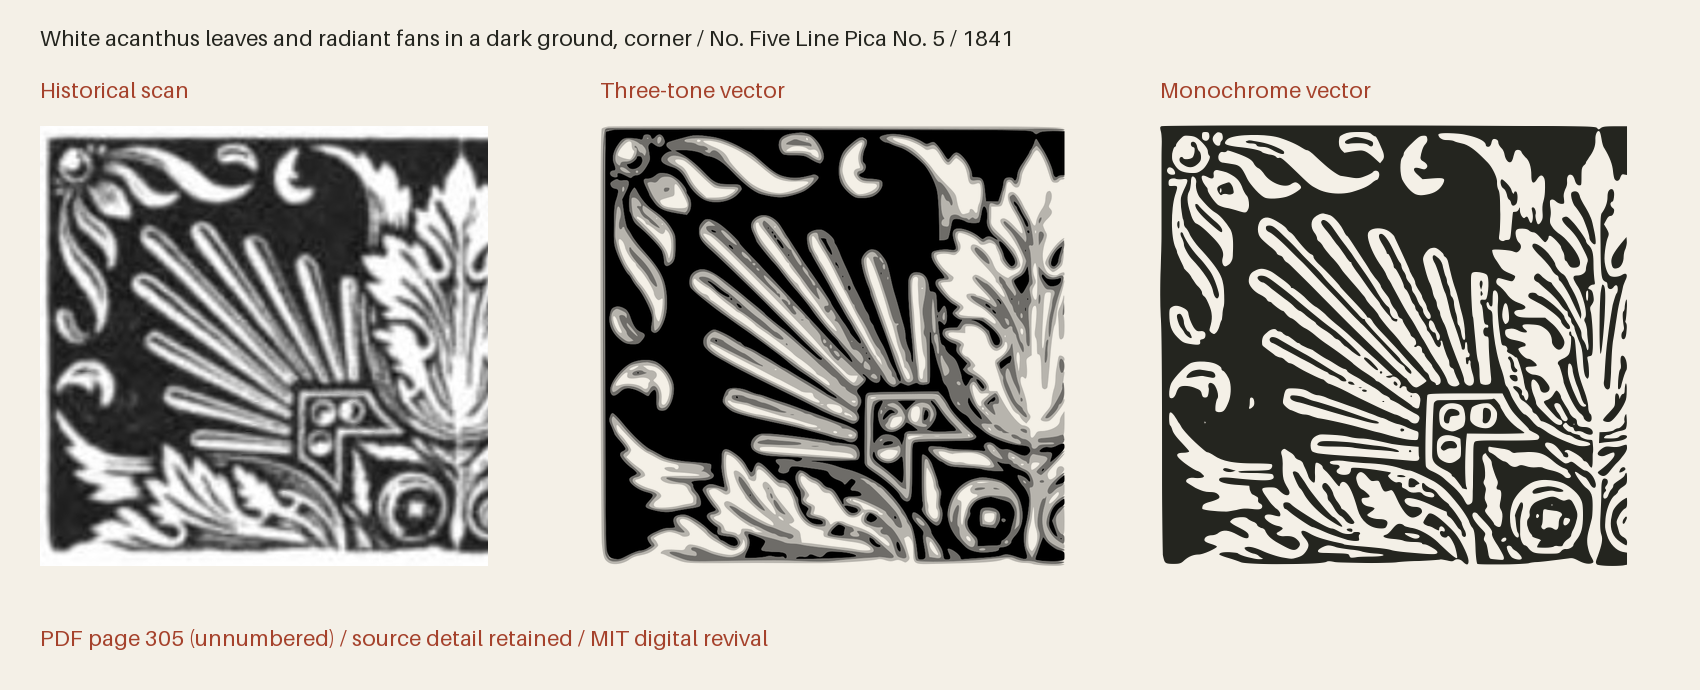 White acanthus leaves and radiant fans in a dark ground, corner / No. Five Line Pica No. 5 / 1841
Historical scan
Three-tone vector
Monochrome vector
PDF page 305 (unnumbered) / source detail retained / MIT digital revival